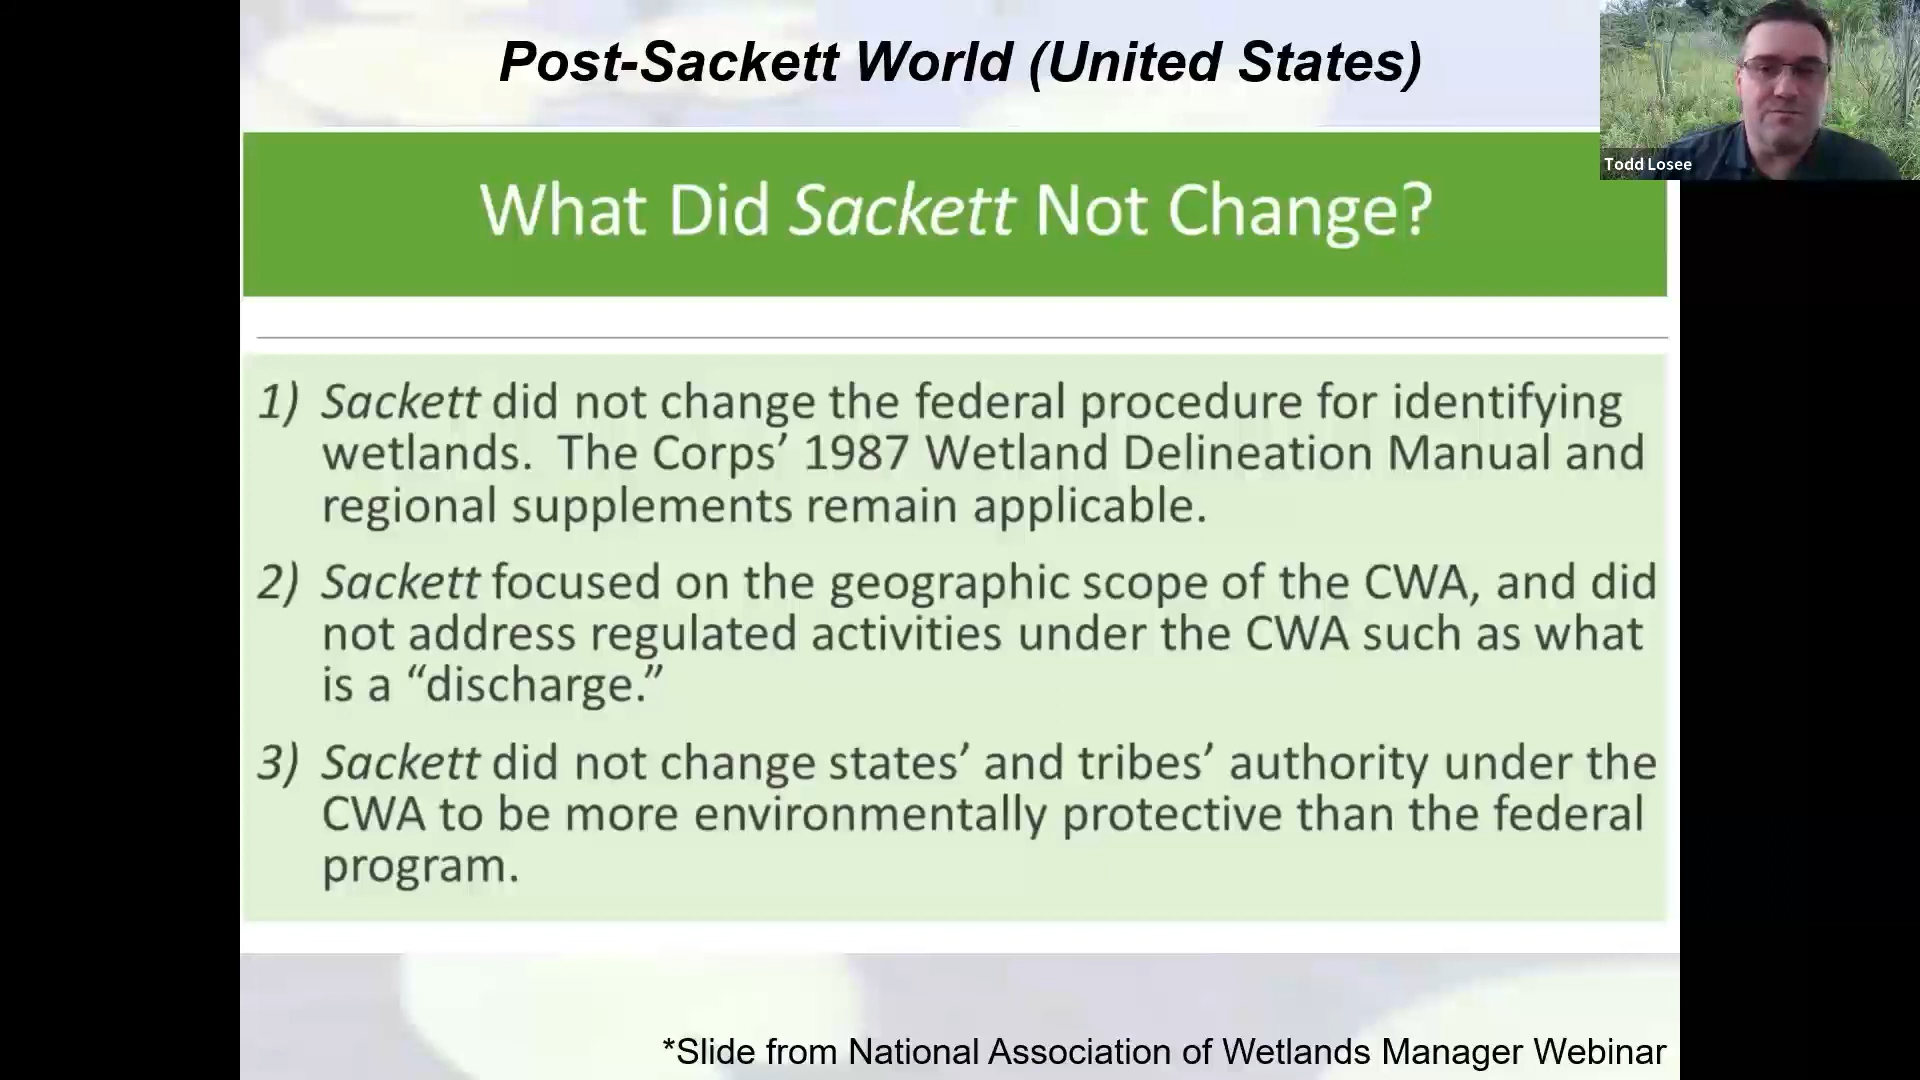 Post-Sackett World (United States)
Todd Losee
What Did Sackett Not Change?
1) Sackett did not change the federal procedure for identifying
wetlands. The Corps’ 1987 Wetland Delineation Manual and
regional supplements remain applicable.
2) Sackett focused on the geographic scope of the CWA, and did
not address regulated activities under the CWA such as what
is a “discharge.”
3) Sackett did not change states’ and tribes’ authority under the
CWA to be more environmentally protective than the federal
program.
*Slide from National Association of Wetlands Manager Webinar